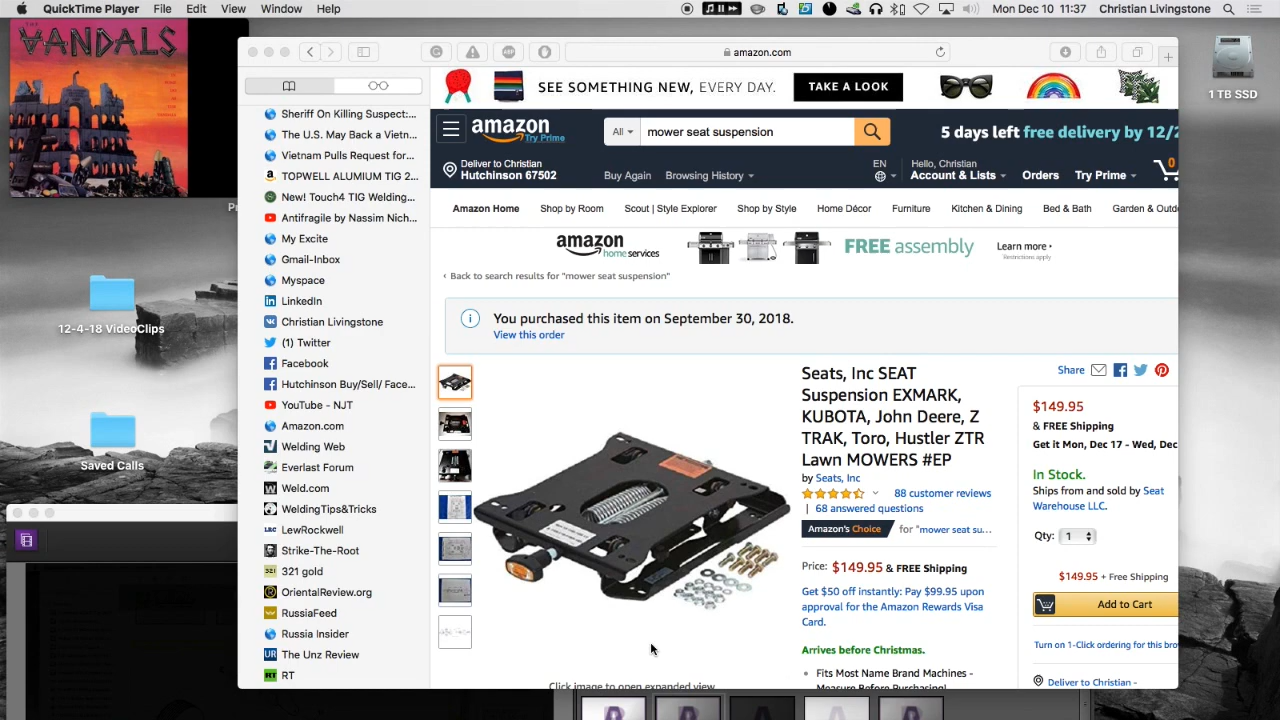 QuickTime Player File Edit View Window Help
Mon Dec 10 11:37 Christian Livingstone
THE
VANDALS
1 TB SSD
12-4-18 VideoClips
Saved Calls
amazon.com
Sheriff On Killing Suspect:...
The U.S. May Back a Vietn...
Vietnam Pulls Request for...
TOPWELL ALUMIUM TIG 2...
New! Touch4 TIG Welding...
Antifragile by Nassim Nich...
My Excite
Gmail-Inbox
Myspace
LinkedIn
Christian Livingstone
(1) Twitter
Facebook
Hutchinson Buy/Sell/ Face...
YouTube - NJT
Amazon.com
Welding Web
Everlast Forum
Weld.com
WeldingTips&Tricks
LewRockwell
Strike-The-Root
321 gold
OrientalReview.org
RussiaFeed
Russia Insider
The Unz Review
RT
SEE SOMETHING NEW, EVERY DAY. TAKE A LOOK
amazon
Try Prime
All mower seat suspension
5 days left free delivery by 12/2
Deliver to Christian
Hutchinson 67502
Buy Again Browsing History
EN
Hello, Christian
Account & Lists Orders Try Prime 0
Amazon Home Shop by Room Scout | Style Explorer Shop by Style Home Décor Furniture Kitchen & Dining Bed & Bath Garden & Outd
amazon
home services
FREE assembly
Learn more ›
Restrictions apply
‹ Back to search results for "mower seat suspension"
You purchased this item on September 30, 2018.
View this order
Seats, Inc SEAT
Suspension EXMARK,
KUBOTA, John Deere, Z
TRAK, Toro, Hustler ZTR
Lawn MOWERS #EP
by Seats, Inc
88 customer reviews
| 68 answered questions
Amazon's Choice for "mower seat su...
Price: $149.95 & FREE Shipping
Get $50 off instantly: Pay $99.95 upon
approval for the Amazon Rewards Visa
Card.
Arrives before Christmas.
Fits Most Name Brand Machines -
Measure Before Purchasing!
Click image to open expanded view
Share
$149.95
& FREE Shipping
Get it Mon, Dec 17 - Wed, Dec
In Stock.
Ships from and sold by Seat
Warehouse LLC.
Qty: 1
$149.95 + Free Shipping
Add to Cart
Turn on 1-Click ordering for this bro
Deliver to Christian -